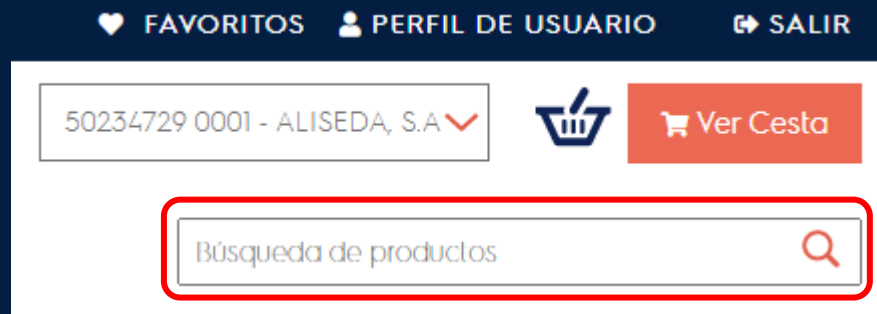 FAVORITOS PERFIL DE USUARIO SALIR
50234729 0001 - ALISEDA, S.A Ver Cesta
Búsqueda de productos